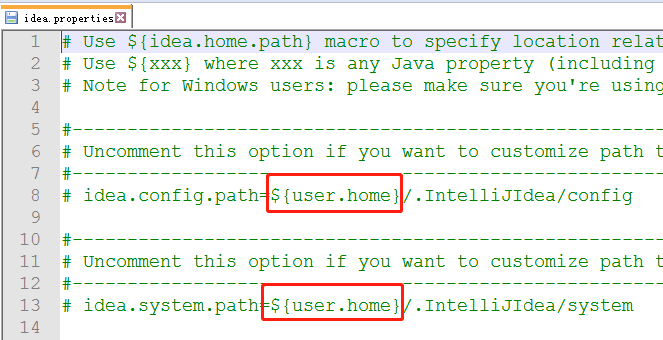 idea.properties
1 # Use ${idea.home.path} macro to specify location relat
2 # Use ${xxx} where xxx is any Java property (including
3 # Note for Windows users: please make sure you're using
4
5 #---------------------------------------------------------
6 # Uncomment this option if you want to customize path t
7 #---------------------------------------------------------
8 # idea.config.path=${user.home}/.IntelliJIdea/config
9
10 #---------------------------------------------------------
11 # Uncomment this option if you want to customize path t
12 #---------------------------------------------------------
13 # idea.system.path=${user.home}/.IntelliJIdea/system
14